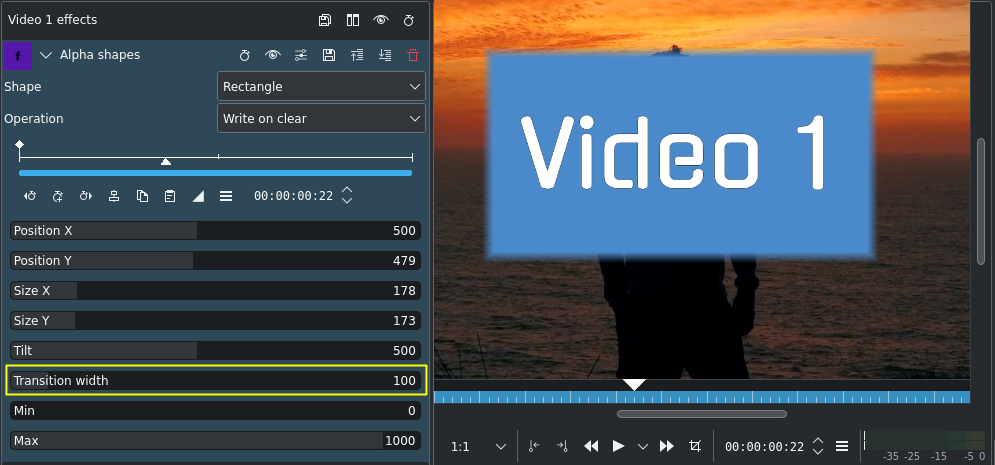 Video 1 effects
f
Alpha shapes
Shape
Rectangle
Operation
Write on clear
00:00:00:22
Position X 500
Position Y 479
Size X 178
Size Y 173
Tilt 500
Transition width 100
Min 0
Max 1000
Video 1
1:1
00:00:00:22
-35 -25 -15 -5 0